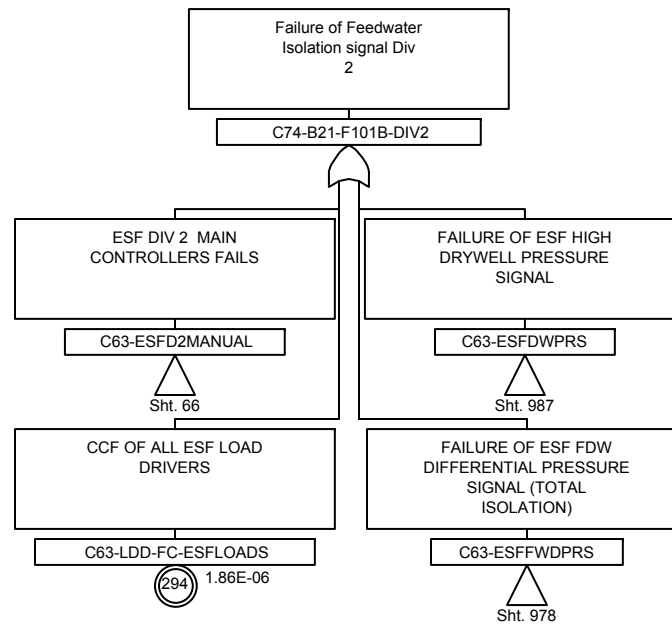 Failure of Feedwater
Isolation signal Div
2
C74-B21-F101B-DIV2
ESF DIV 2 MAIN
CONTROLLERS FAILS
C63-ESFD2MANUAL
Sht. 66
FAILURE OF ESF HIGH
DRYWELL PRESSURE
SIGNAL
C63-ESFDWPRS
Sht. 987
CCF OF ALL ESF LOAD
DRIVERS
C63-LDD-FC-ESFLOADS
294
1.86E-06
FAILURE OF ESF FDW
DIFFERENTIAL PRESSURE
SIGNAL (TOTAL
ISOLATION)
C63-ESFFWDPRS
Sht. 978